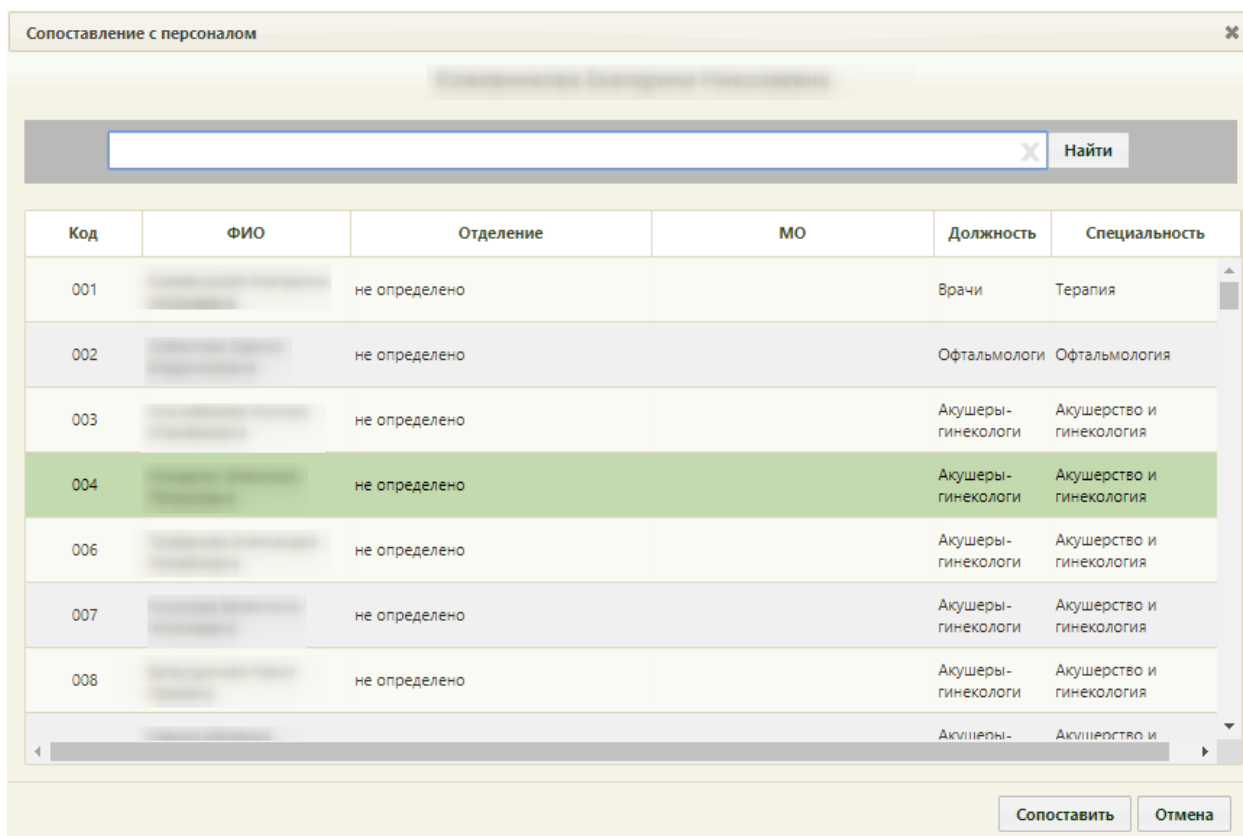 Сопоставление с персоналом
Найти
Код ФИО Отделение МО Должность Специальность
001 не определено Врачи Терапия
002 не определено Офтальмологи Офтальмология
003 не определено Акушеры- Акушерство и
гинекологи гинекология
004 не определено Акушеры- Акушерство и
гинекологи гинекология
006 не определено Акушеры- Акушерство и
гинекологи гинекология
007 не определено Акушеры- Акушерство и
гинекологи гинекология
008 не определено Акушеры- Акушерство и
гинекологи гинекология
Акушеры- Акушерство и
Сопоставить Отмена